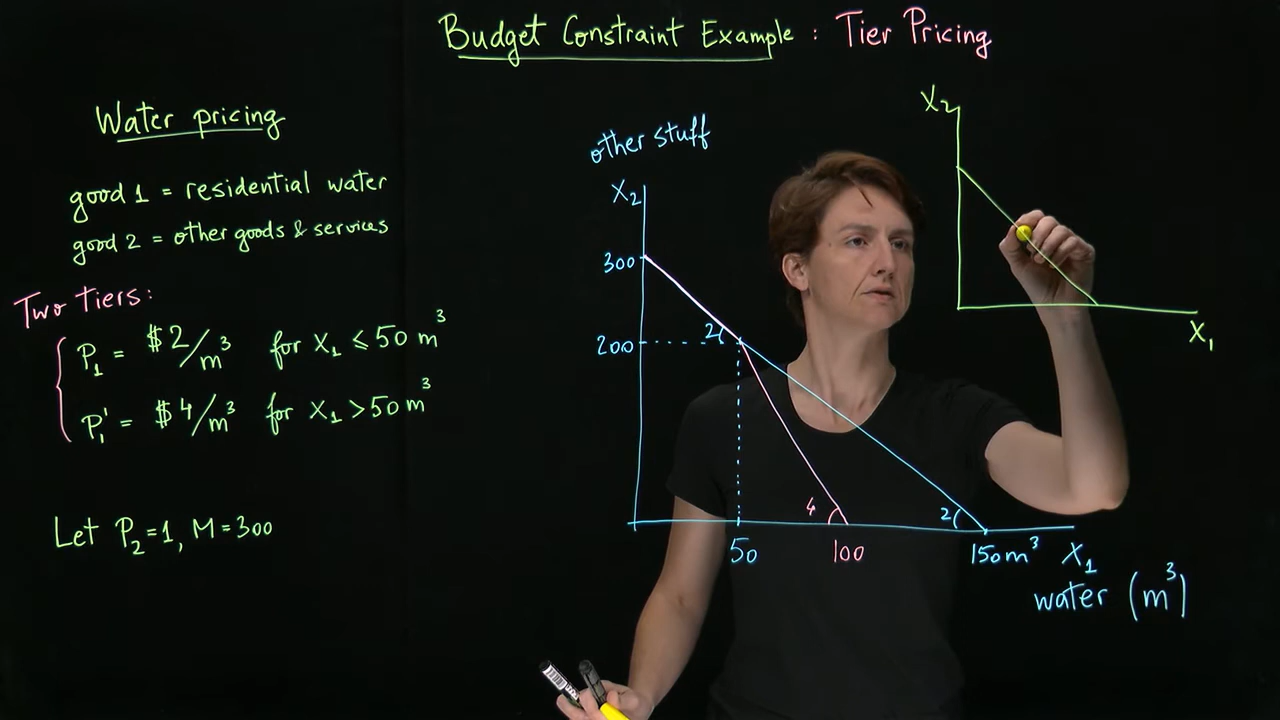 Budget Constraint Example : Tier Pricing
Water pricing
good 1 = residential water
good 2 = other goods & services
Two tiers:
P₁ = $2/m³ for X₁ ≤ 50 m³
P₁' = $4/m³ for X₁ > 50 m³
Let P₂ = 1, M = 300
other stuff
X₂
300
200
2
4
2
50
100
150m³
X₁
water (m³)
X₂
X₁